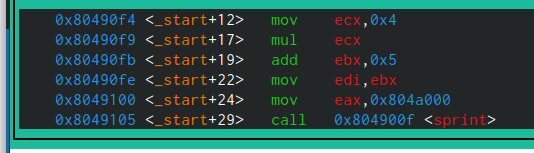 0x80490f4 <_start+12> mov ecx,0x4
0x80490f9 <_start+17> mul ecx
0x80490fb <_start+19> add ebx,0x5
0x80490fe <_start+22> mov edi,ebx
0x8049100 <_start+24> mov eax,0x804a000
0x8049105 <_start+29> call 0x804900f <sprint>